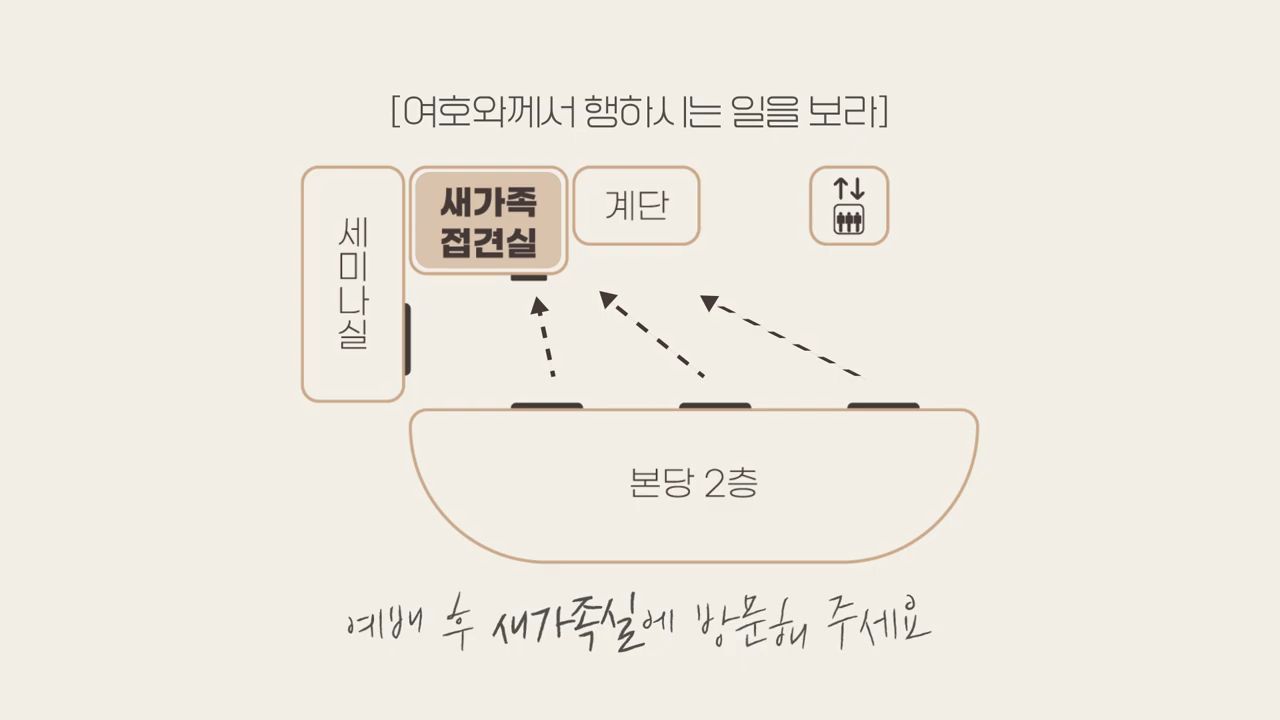 [여호와께서 행하시는 일을 보라]
세미나실
새가족
접견실
계단
본당 2층
예배 후 새가족실에 방문해 주세요